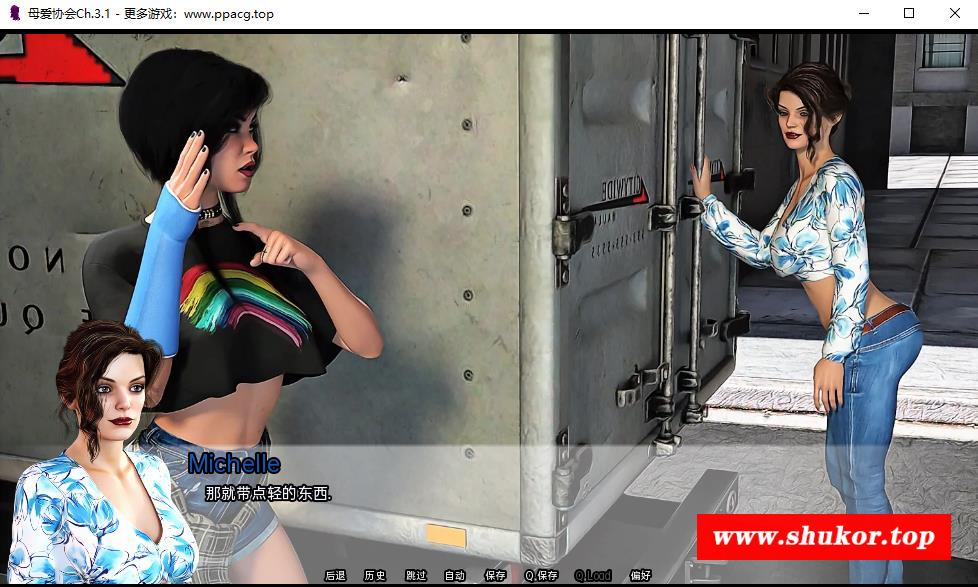 母爱协会Ch.3.1 - 更多游戏：www.ppacg.top
CITYWIDE
NO
Michelle
那就带点轻的东西.
www.shukor.top
后退 历史 跳过 自动 保存 Q.保存 Q.Load 偏好